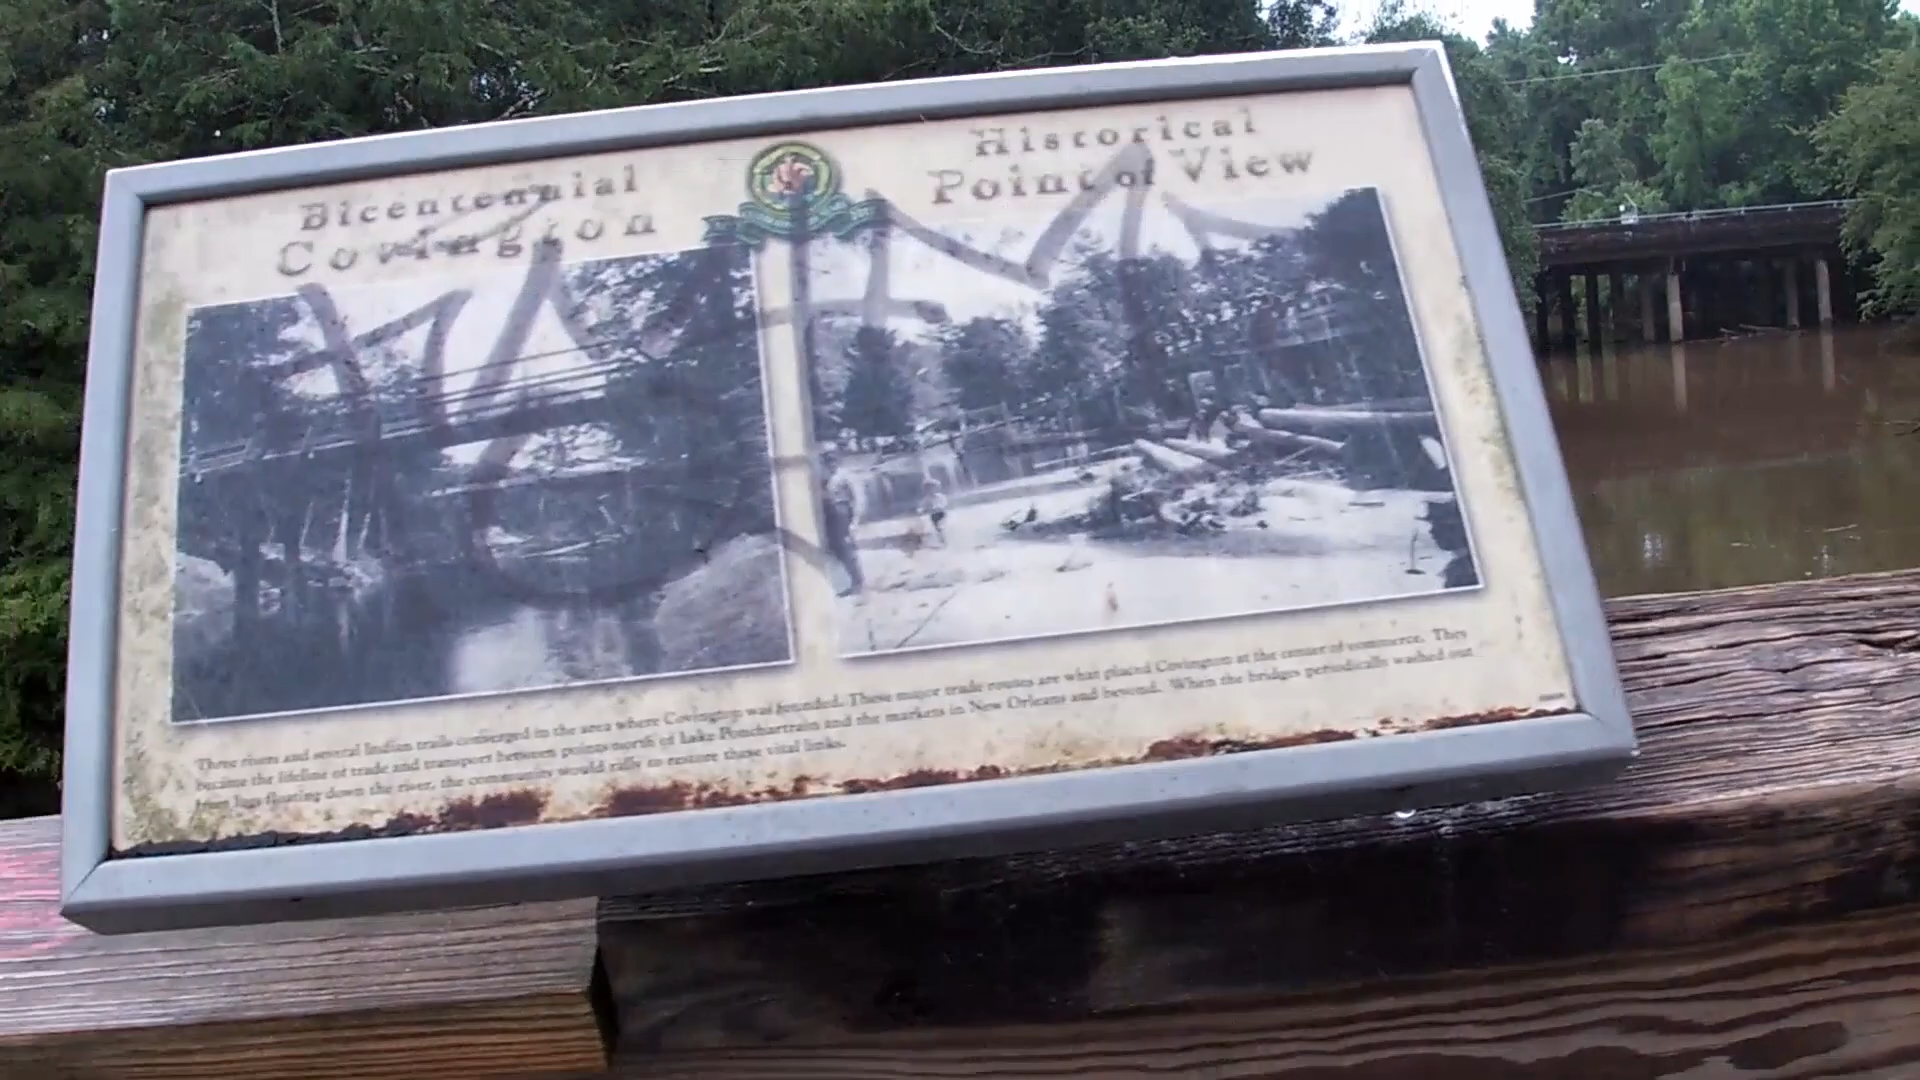 Bicentennial
Covington
Historical
Point of View
Three rivers and several Indian trails converged in the area where Covington was founded. These major trade routes are what placed Covington at the center of commerce. They
became the lifeline of trade and transport between points north of Lake Ponchartrain and the markets in New Orleans and beyond. When the bridges periodically washed out
from logs floating down the river, the community would rally to restore these vital links.